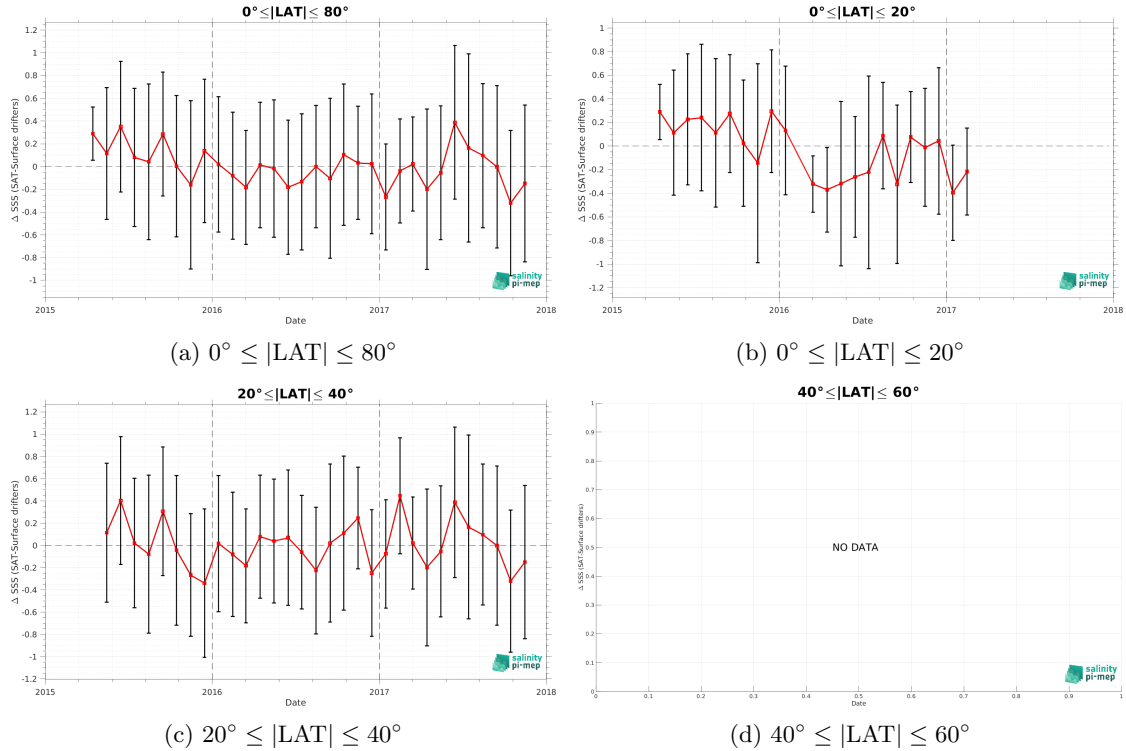 0°≤|LAT|≤ 80°
1.2
1
0.8
0.6
0.4
0.2
0
-0.2
-0.4
-0.6
-0.8
-1
Δ SSS (SAT-Surface drifters)
2015
2016
2017
2018
Date
salinity
pi-mep
(a) 0° ≤ |LAT| ≤ 80°
0°≤|LAT|≤ 20°
1
0.8
0.6
0.4
0.2
0
-0.2
-0.4
-0.6
-0.8
-1
-1.2
Δ SSS (SAT-Surface drifters)
2015
2016
2017
2018
Date
salinity
pi-mep
(b) 0° ≤ |LAT| ≤ 20°
20°≤|LAT|≤ 40°
1.2
1
0.8
0.6
0.4
0.2
0
-0.2
-0.4
-0.6
-0.8
-1
-1.2
Δ SSS (SAT-Surface drifters)
2015
2016
2017
2018
Date
salinity
pi-mep
(c) 20° ≤ |LAT| ≤ 40°
40°≤|LAT|≤ 60°
1
0.9
0.8
0.7
0.6
0.5
0.4
0.3
0.2
0.1
0
Δ SSS (SAT-Surface drifters)
NO DATA
0 0.1 0.2 0.3 0.4 0.5 0.6 0.7 0.8 0.9 1
Date
salinity
pi-mep
(d) 40° ≤ |LAT| ≤ 60°